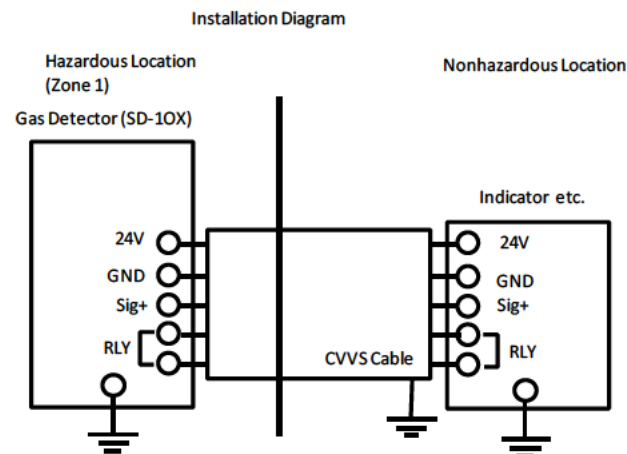 Installation Diagram
Hazardous Location
(Zone 1)
Nonhazardous Location
Gas Detector (SD-1OX)
Indicator etc.
24V
GND
Sig+
RLY
CVVS Cable
24V
GND
Sig+
RLY